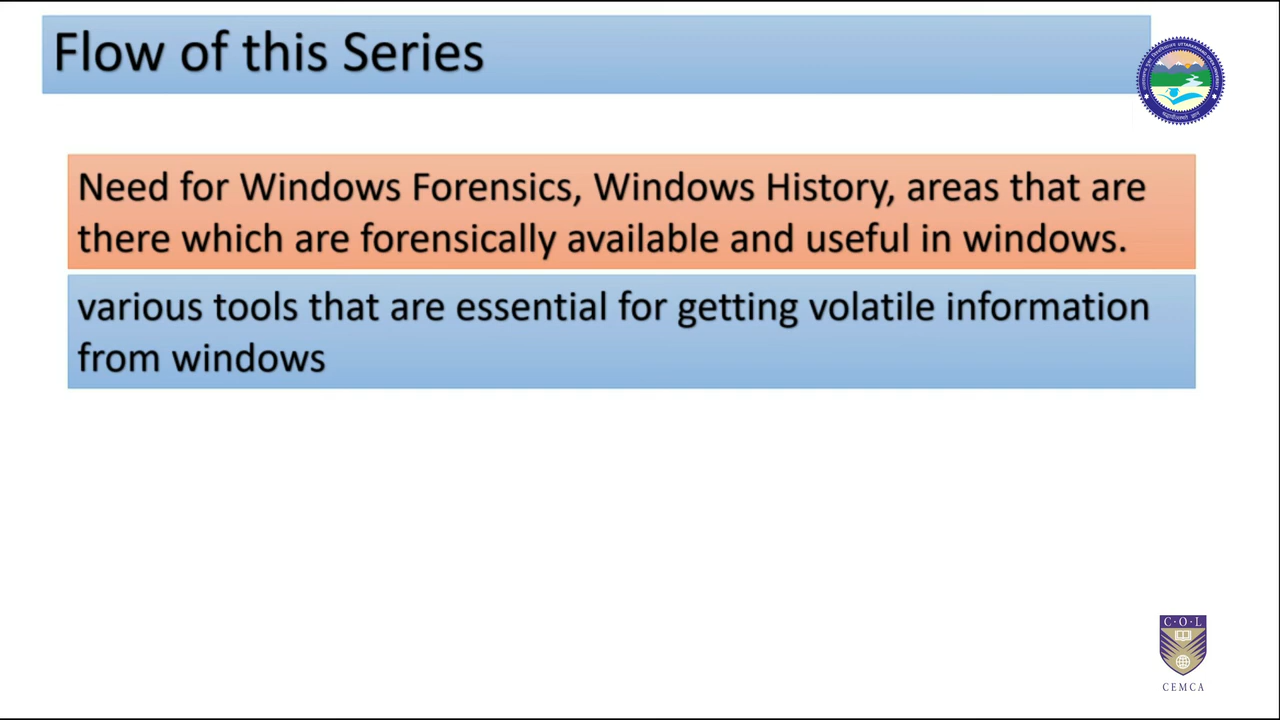 Flow of this Series
Need for Windows Forensics, Windows History, areas that are
there which are forensically available and useful in windows.
various tools that are essential for getting volatile information
from windows
C·O·L
CEMCA